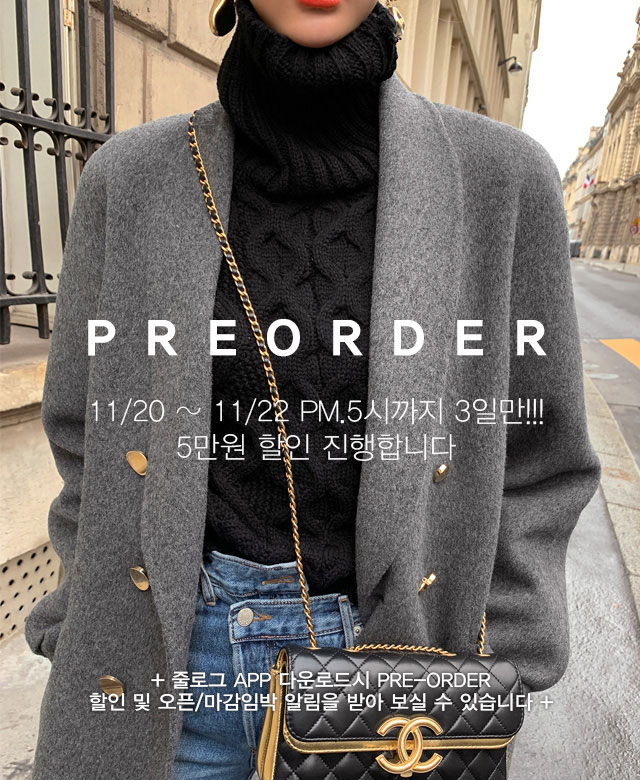 PREORDER
11/20 ~ 11/22 PM.5시까지 3일만!!!
5만원 할인 진행합니다
+ 줄로그 APP 다운로드시 PRE-ORDER
할인 및 오픈/마감임박 알림을 받아 보실 수 있습니다 +